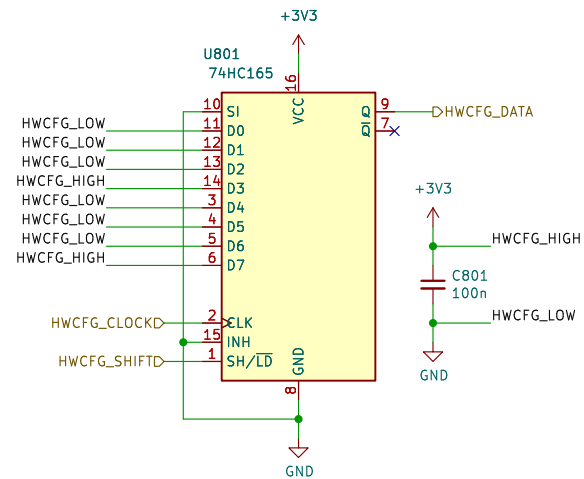 +3V3
U801
74HC165
16
VCC
10 SI
Q 9 HWCFG_DATA
HWCFG_LOW 11 D0
Q 7
HWCFG_LOW 12 D1
HWCFG_LOW 13 D2
HWCFG_HIGH 14 D3
HWCFG_LOW 3 D4
HWCFG_LOW 4 D5
HWCFG_LOW 5 D6
HWCFG_HIGH 6 D7
HWCFG_CLOCK 2 CLK
15 INH
HWCFG_SHIFT 1 SH/LD
GND
8
GND
+3V3
HWCFG_HIGH
C801
100n
HWCFG_LOW
GND